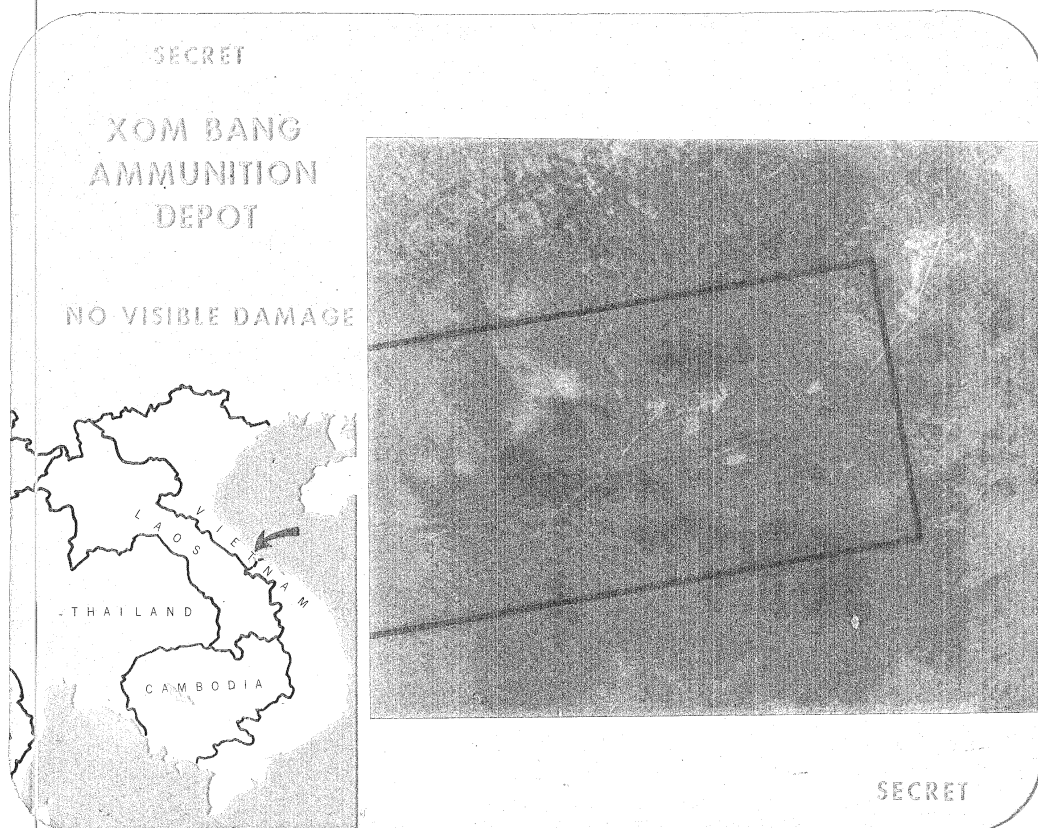 SECRET
XOM BANG
AMMUNITION
DEPOT
NO VISIBLE DAMAGE
LAOS
VIETNAM
THAILAND
CAMBODIA
SECRET